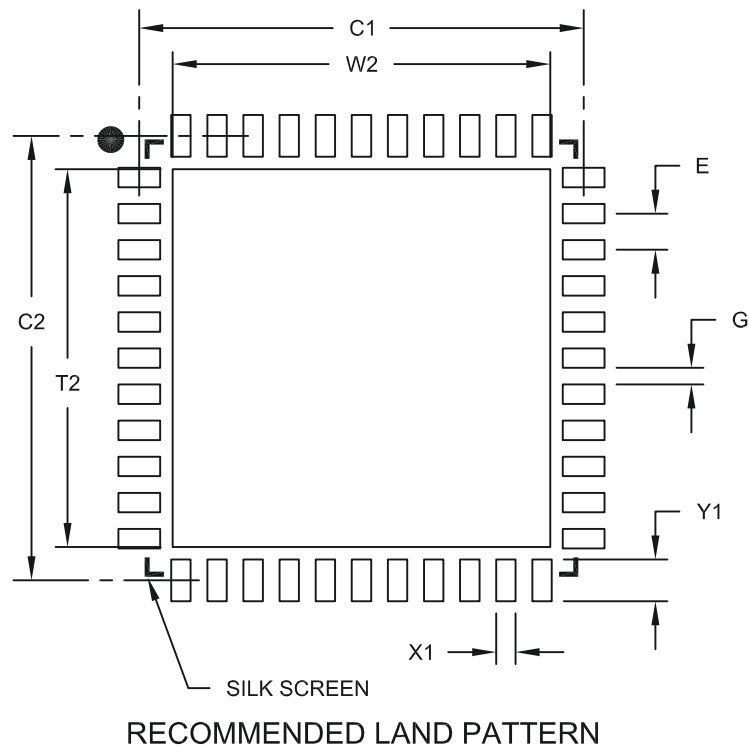 C1
W2
E
C2
G
T2
Y1
X1
SILK SCREEN
RECOMMENDED LAND PATTERN